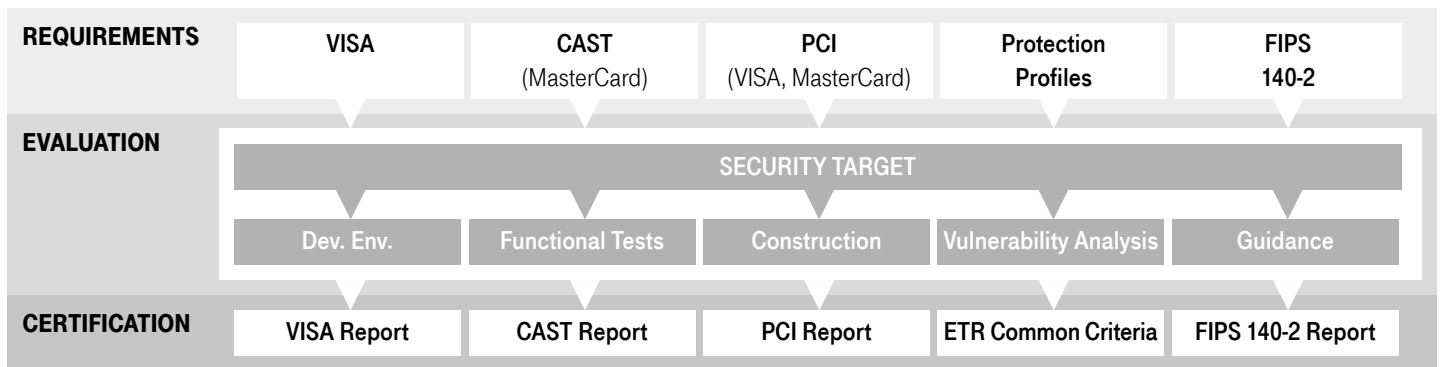 REQUIREMENTS
VISA
CAST
(MasterCard)
PCI
(VISA, MasterCard)
Protection
Profiles
FIPS
140-2
EVALUATION
SECURITY TARGET
Dev. Env.
Functional Tests
Construction
Vulnerability Analysis
Guidance
CERTIFICATION
VISA Report
CAST Report
PCI Report
ETR Common Criteria
FIPS 140-2 Report